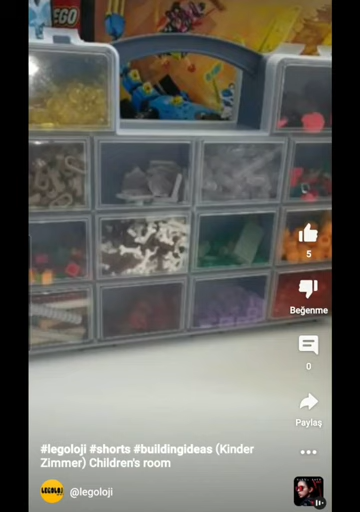 LEGO
5
Beğenme
0
Paylaş
#legoloji #shorts #buildingideas (Kinder
Zimmer) Children's room
LEGOLOJİ
@legoloji